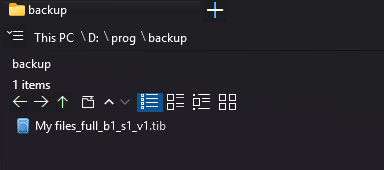 backup
This PC \ D: \ prog \ backup
backup
1 items
My files_full_b1_s1_v1.tib